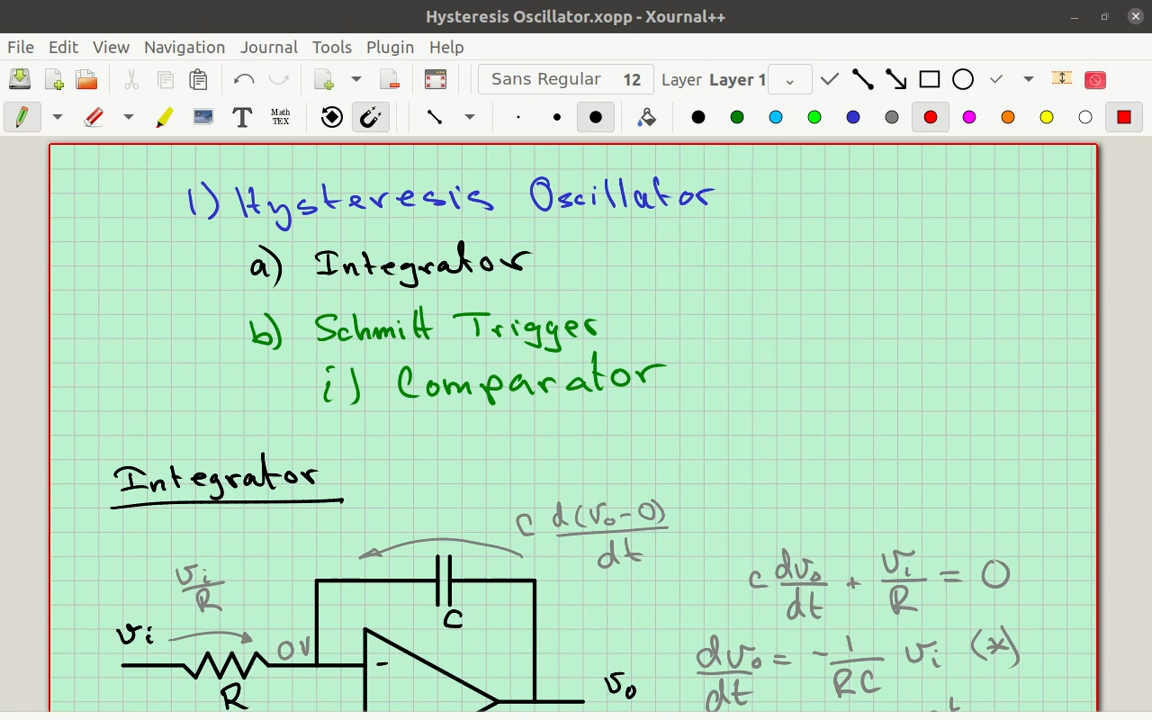 Hysteresis Oscillator.xopp - Xournal++
File Edit View Navigation Journal Tools Plugin Help
Sans Regular 12 Layer Layer 1
Math TEX
1) Hysteresis Oscillator
a) Integrator
b) Schmitt Trigger
i) Comparator
Integrator
C d(v₀-0)/dt
vi/R
C dv₀/dt + vi/R = 0
C
vi
0V
dv₀/dt = -1/RC vi (*)
-
R
v₀